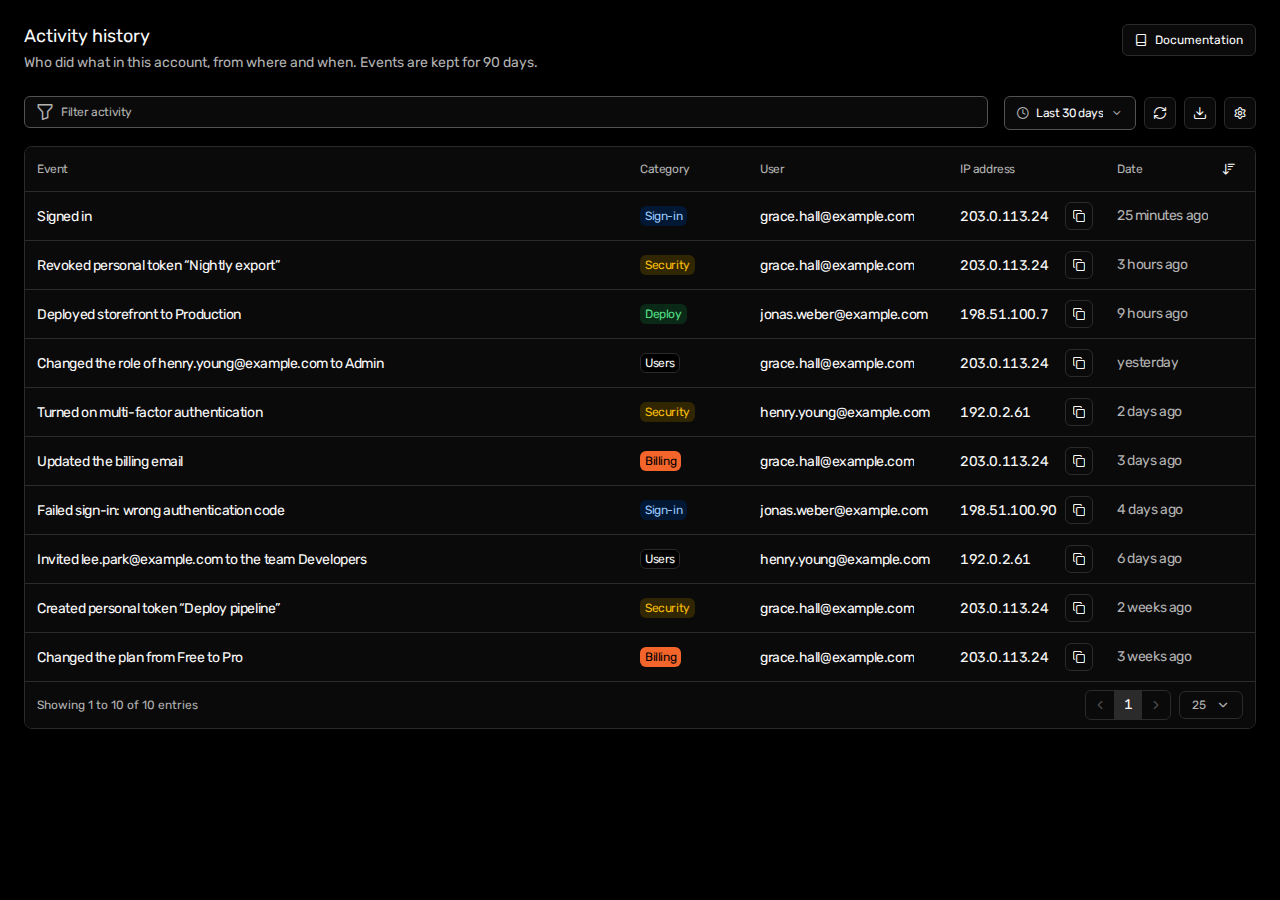 Activity history
Who did what in this account, from where and when. Events are kept for 90 days.
Documentation
Filter activity
Last 30 days
Event Category User IP address Date
Signed in Sign-in grace.hall@example.com 203.0.113.24 25 minutes ago
Revoked personal token “Nightly export” Security grace.hall@example.com 203.0.113.24 3 hours ago
Deployed storefront to Production Deploy jonas.weber@example.com 198.51.100.7 9 hours ago
Changed the role of henry.young@example.com to Admin Users grace.hall@example.com 203.0.113.24 yesterday
Turned on multi-factor authentication Security henry.young@example.com 192.0.2.61 2 days ago
Updated the billing email Billing grace.hall@example.com 203.0.113.24 3 days ago
Failed sign-in: wrong authentication code Sign-in jonas.weber@example.com 198.51.100.90 4 days ago
Invited lee.park@example.com to the team Developers Users henry.young@example.com 192.0.2.61 6 days ago
Created personal token “Deploy pipeline” Security grace.hall@example.com 203.0.113.24 2 weeks ago
Changed the plan from Free to Pro Billing grace.hall@example.com 203.0.113.24 3 weeks ago
Showing 1 to 10 of 10 entries 1 25